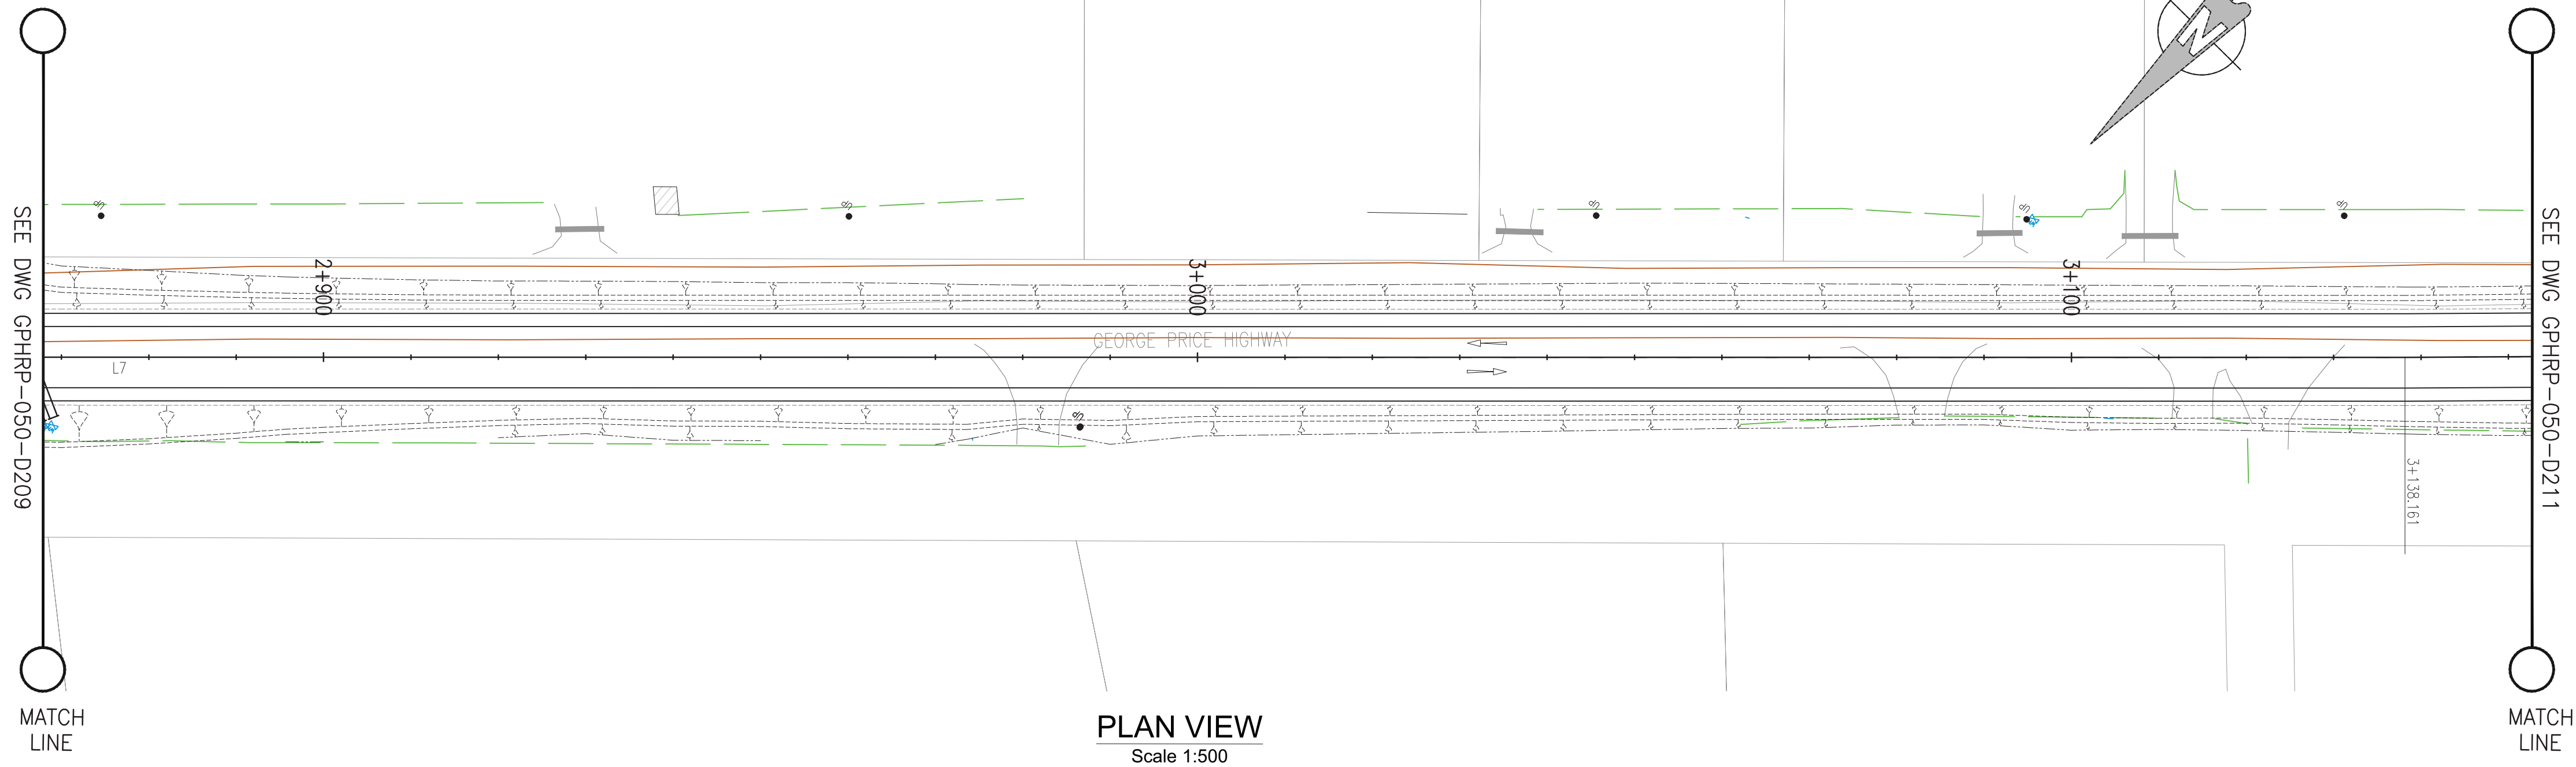 N
SEE DWG GPHRP-050-D209
2+900
3+000
3+100
GEORGE PRICE HIGHWAY
L7
3+138.161
SEE DWG GPHRP-050-D211
MATCH
LINE
PLAN VIEW
Scale 1:500
MATCH
LINE